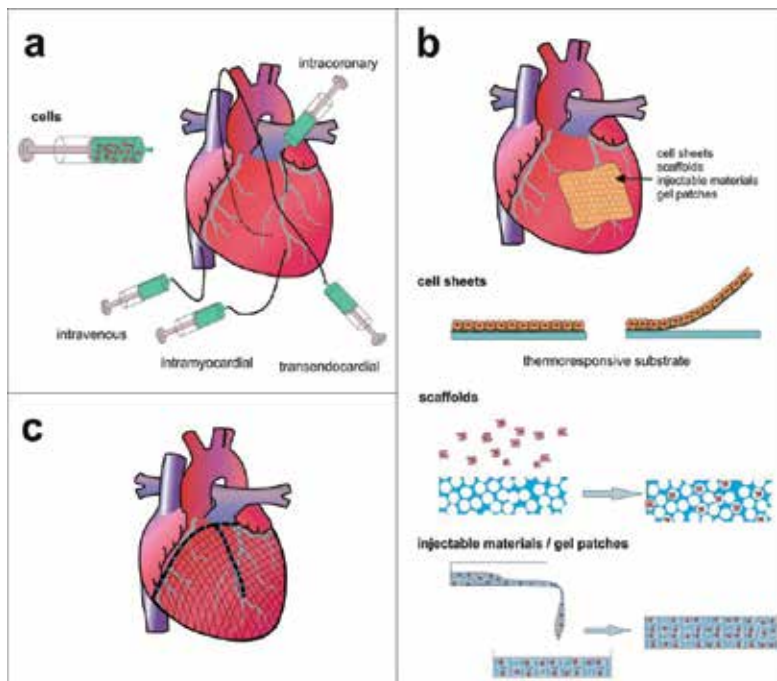 a
intracoronary
cells
intravenous
intramyocardial
transendocardial
b
cell sheets
scaffolds
injectable materials
gel patches
cell sheets
thermoresponsive substrate
scaffolds
injectable materials / gel patches
c